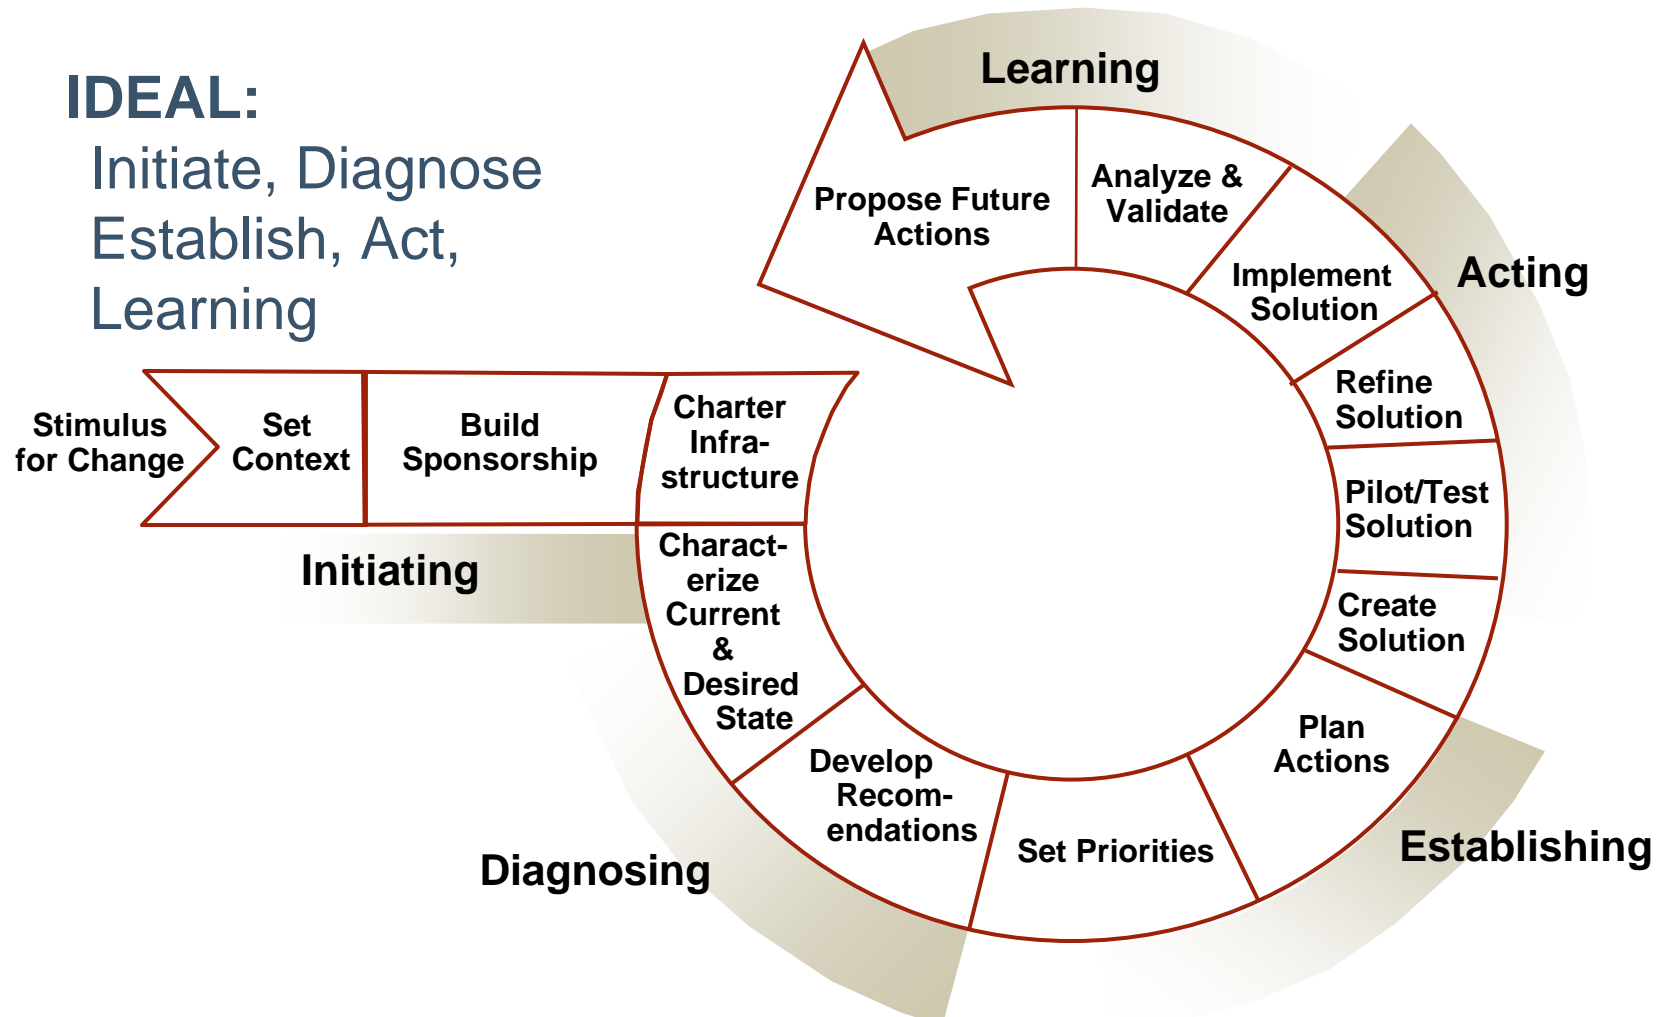 IDEAL:
Initiate, Diagnose
Establish, Act,
Learning
Stimulus
for Change
Set
Context
Build
Sponsorship
Charter
Infra-
structure
Initiating
Charact-
erize
Current
&
Desired
State
Develop
Recom-
endations
Diagnosing
Set Priorities
Plan
Actions
Establishing
Create
Solution
Pilot/Test
Solution
Refine
Solution
Implement
Solution
Acting
Analyze &
Validate
Propose Future
Actions
Learning